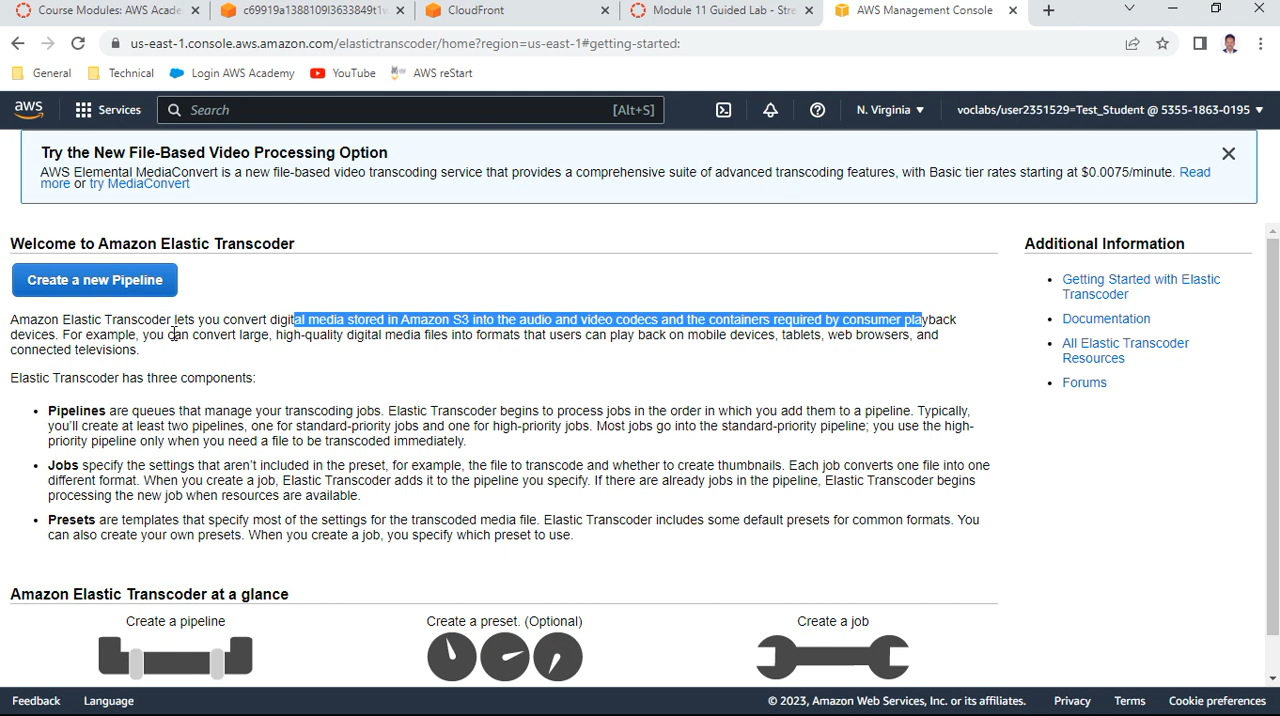 Course Modules: AWS Acade
c69919a1388109l3633849t1w
CloudFront
Module 11 Guided Lab - Stre
AWS Management Console
us-east-1.console.aws.amazon.com/elastictranscoder/home?region=us-east-1#getting-started:
General
Technical
Login AWS Academy
YouTube
AWS reStart
aws
Services
Search
[Alt+S]
N. Virginia
voclabs/user2351529=Test_Student @ 5355-1863-0195
Try the New File-Based Video Processing Option
AWS Elemental MediaConvert is a new file-based video transcoding service that provides a comprehensive suite of advanced transcoding features, with Basic tier rates starting at $0.0075/minute. Read
more or try MediaConvert
Welcome to Amazon Elastic Transcoder
Create a new Pipeline
Amazon Elastic Transcoder lets you convert digital media stored in Amazon S3 into the audio and video codecs and the containers required by consumer playback
devices. For example, you can convert large, high-quality digital media files into formats that users can play back on mobile devices, tablets, web browsers, and
connected televisions.
Elastic Transcoder has three components:
• Pipelines are queues that manage your transcoding jobs. Elastic Transcoder begins to process jobs in the order in which you add them to a pipeline. Typically,
you'll create at least two pipelines, one for standard-priority jobs and one for high-priority jobs. Most jobs go into the standard-priority pipeline; you use the high-
priority pipeline only when you need a file to be transcoded immediately.
• Jobs specify the settings that aren't included in the preset, for example, the file to transcode and whether to create thumbnails. Each job converts one file into one
different format. When you create a job, Elastic Transcoder adds it to the pipeline you specify. If there are already jobs in the pipeline, Elastic Transcoder begins
processing the new job when resources are available.
• Presets are templates that specify most of the settings for the transcoded media file. Elastic Transcoder includes some default presets for common formats. You
can also create your own presets. When you create a job, you specify which preset to use.
Additional Information
• Getting Started with Elastic
Transcoder
• Documentation
• All Elastic Transcoder
Resources
• Forums
Amazon Elastic Transcoder at a glance
Create a pipeline
Create a preset. (Optional)
Create a job
Feedback
Language
© 2023, Amazon Web Services, Inc. or its affiliates.
Privacy
Terms
Cookie preferences